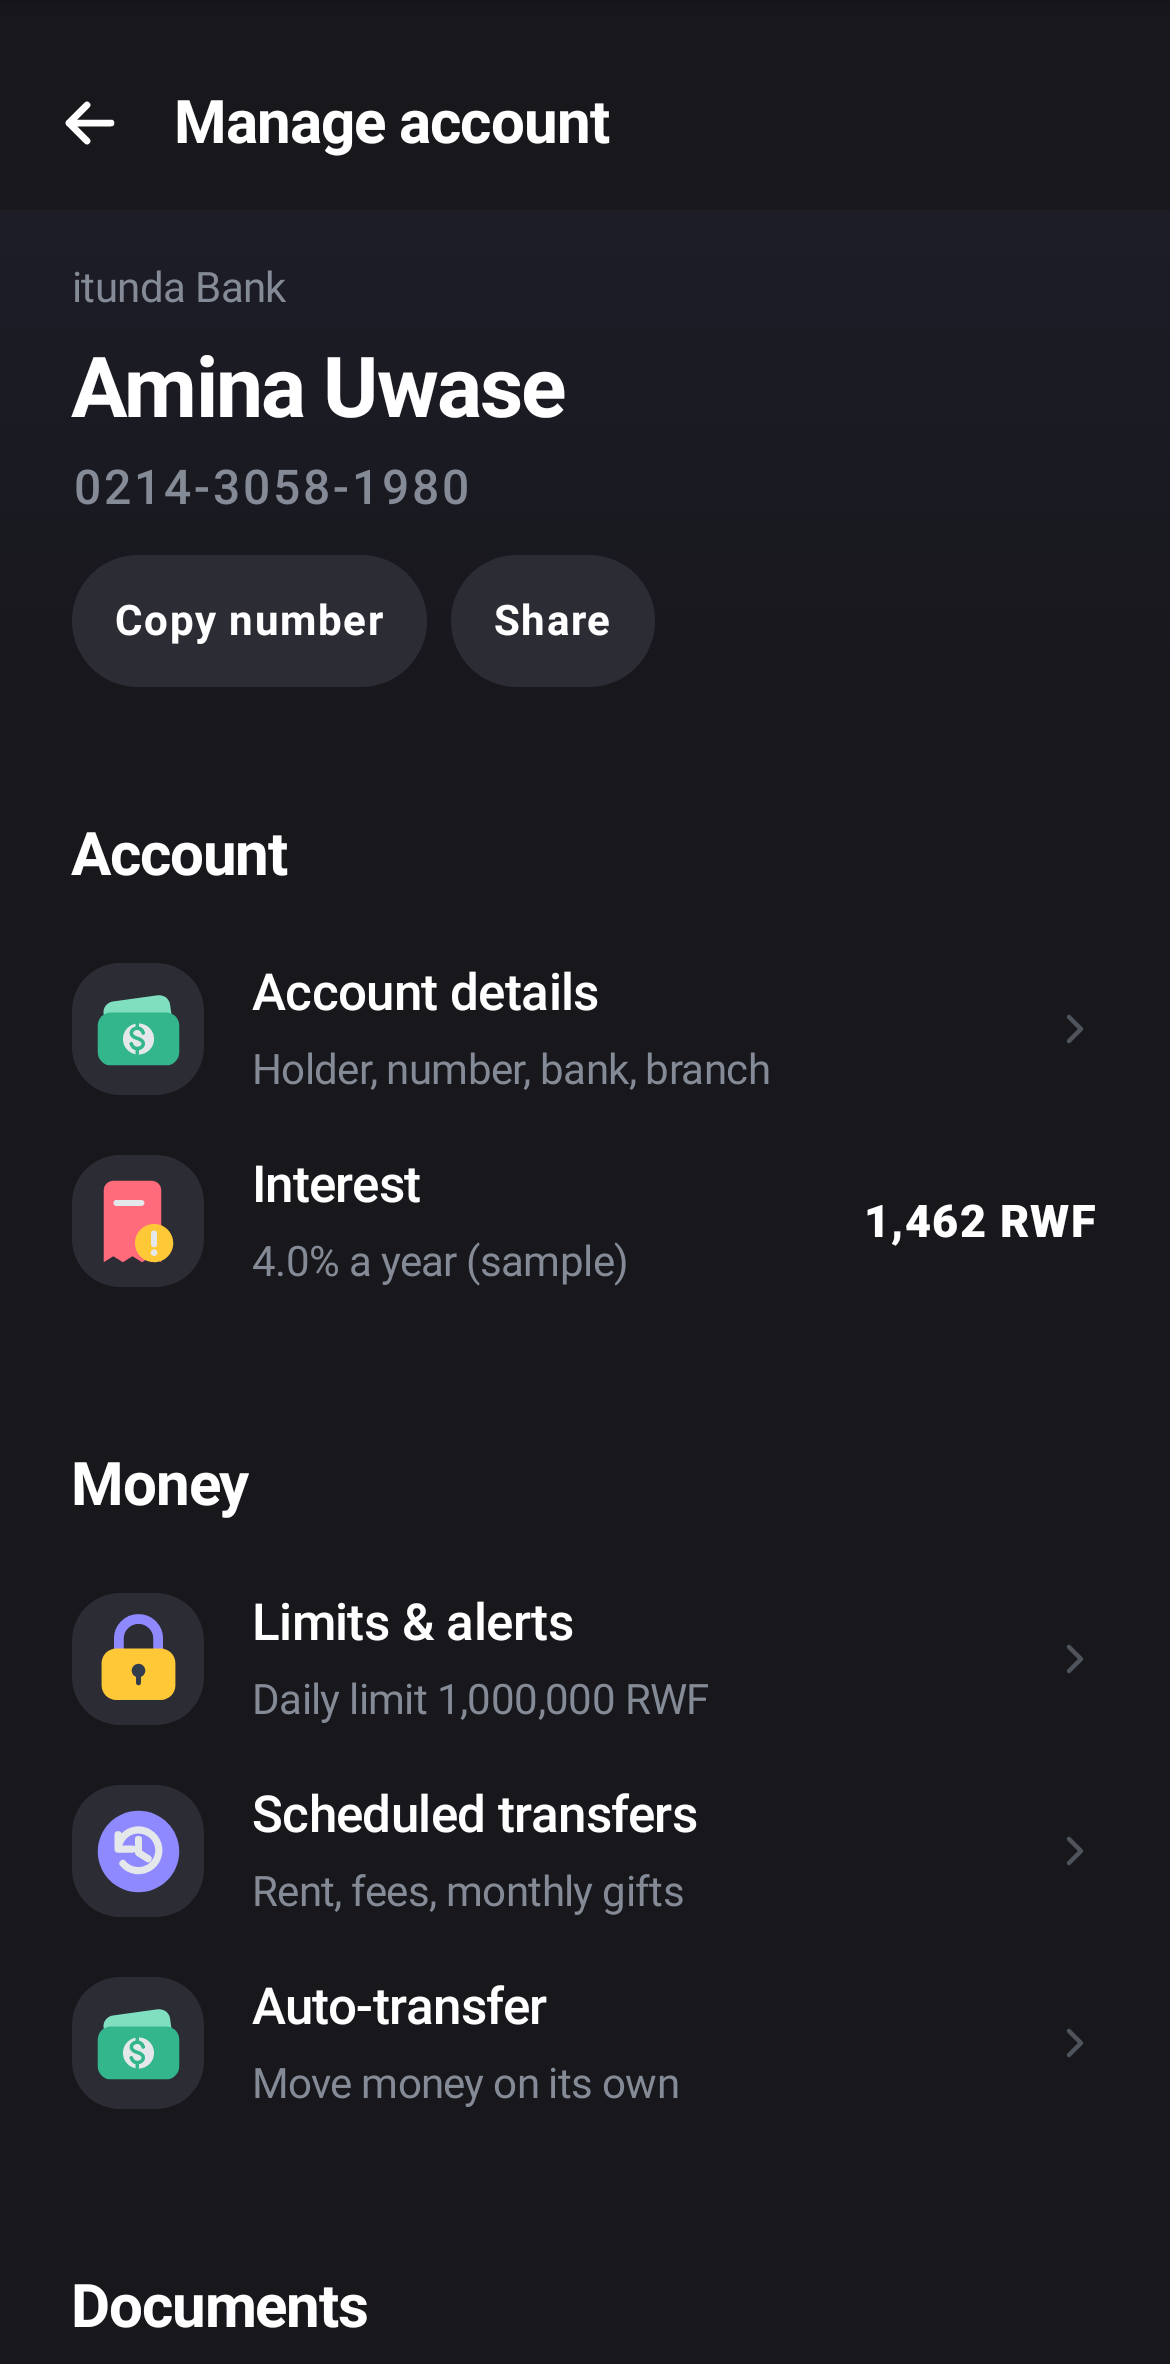 Manage account
itunda Bank
Amina Uwase
0214-3058-1980
Copy number
Share
Account
Account details
Holder, number, bank, branch
Interest
4.0% a year (sample)
1,462 RWF
Money
Limits & alerts
Daily limit 1,000,000 RWF
Scheduled transfers
Rent, fees, monthly gifts
Auto-transfer
Move money on its own
Documents